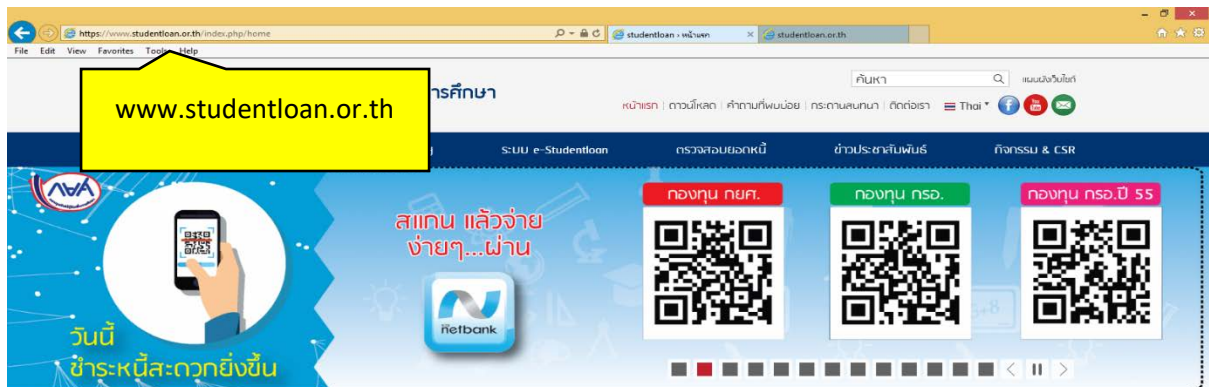 https://www.studentloan.or.th/index.php/home
studentloan › หน้าแรก
studentloan.or.th
File Edit View Favorites Tools Help
www.studentloan.or.th
ารศึกษา
ค้นหา
แผนผังเว็บไซต์
หน้าแรก | ดาวน์โหลด | คำถามที่พบบ่อย | กระดานสนทนา | ติดต่อเรา Thai
ระบบ e-Studentloan ตรวจสอบยอดหนี้ ข่าวประชาสัมพันธ์ กิจกรรม & CSR
กยศ
สแกน แล้วจ่าย
ง่ายๆ...ผ่าน
netbank
วันนี้
ชำระหนี้สะดวกยิ่งขึ้น
กองทุน กยศ.
กองทุน กรอ.
กองทุน กรอ.ปี 55